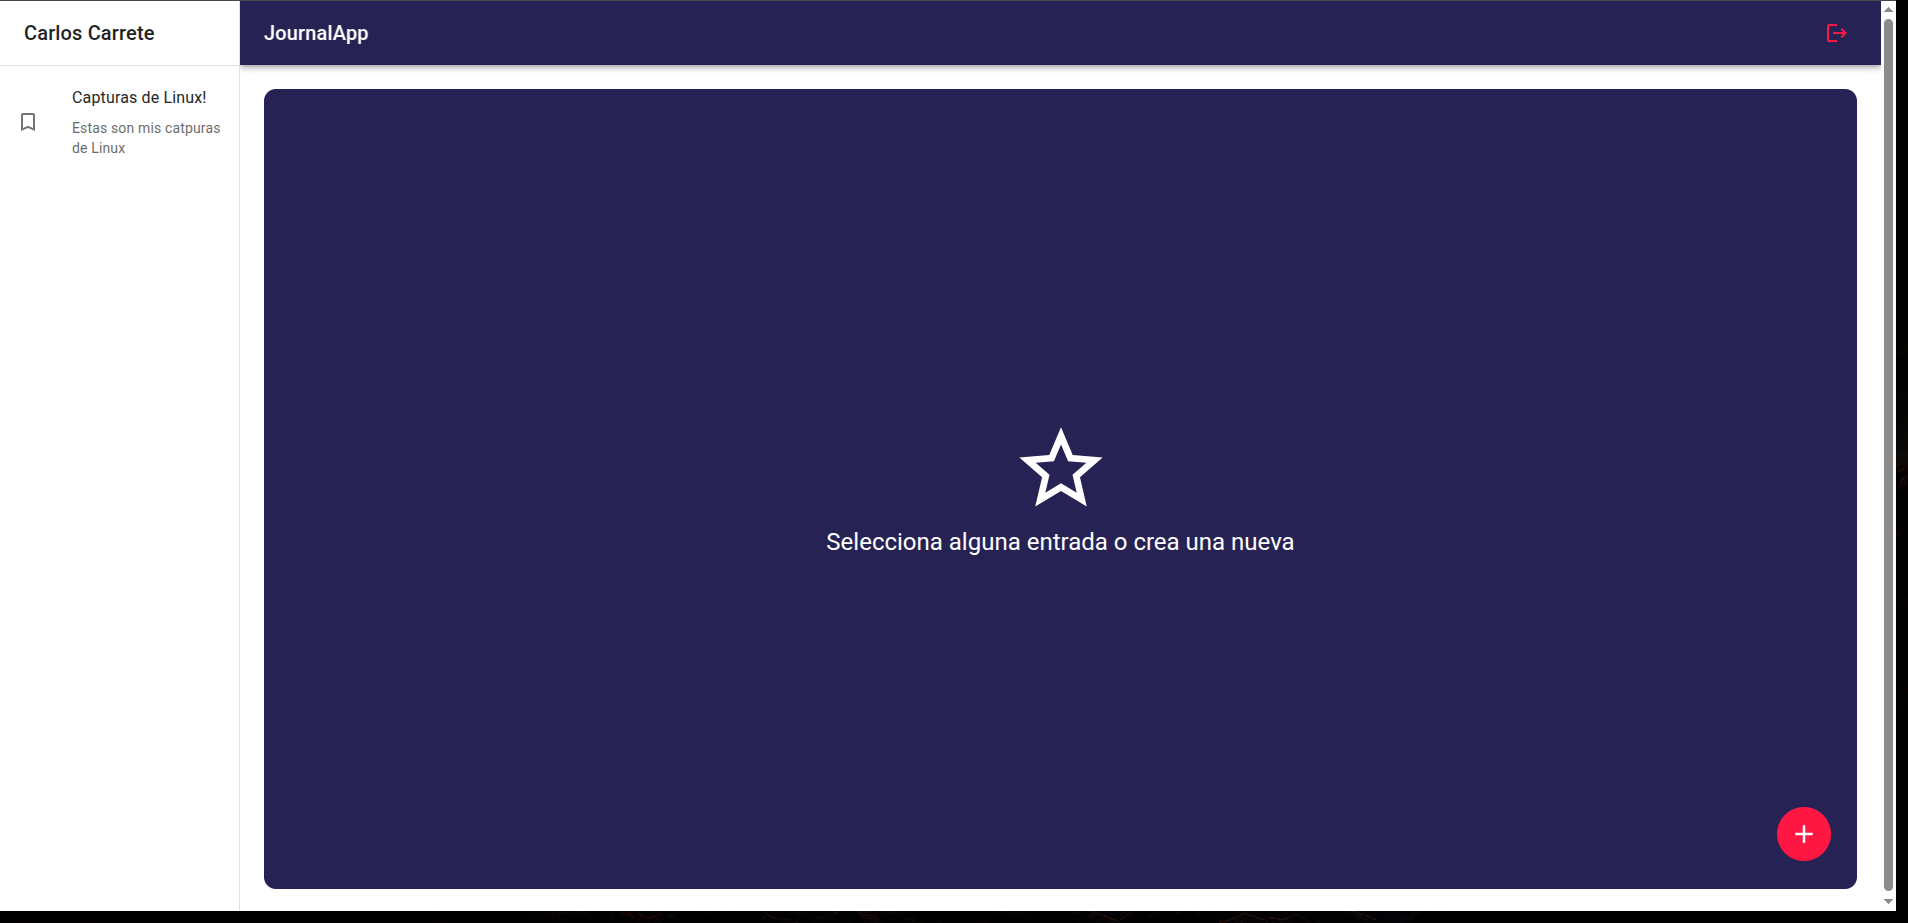 Carlos Carrete
JournalApp
Capturas de Linux!
Estas son mis catpuras
de Linux
Selecciona alguna entrada o crea una nueva